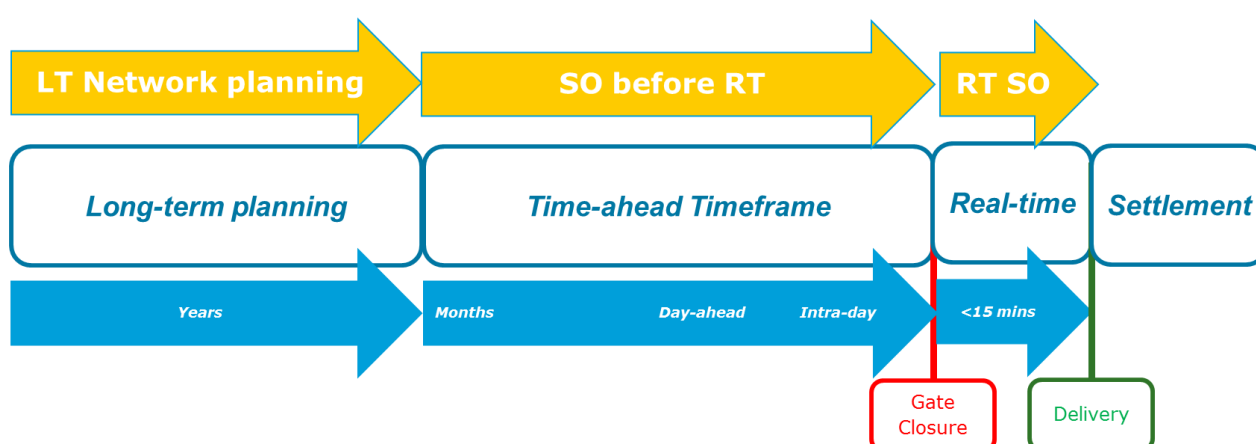 LT Network planning
SO before RT
RT SO
Long-term planning
Time-ahead Timeframe
Real-time
Settlement
Years
Months
Day-ahead
Intra-day
<15 mins
Gate
Closure
Delivery